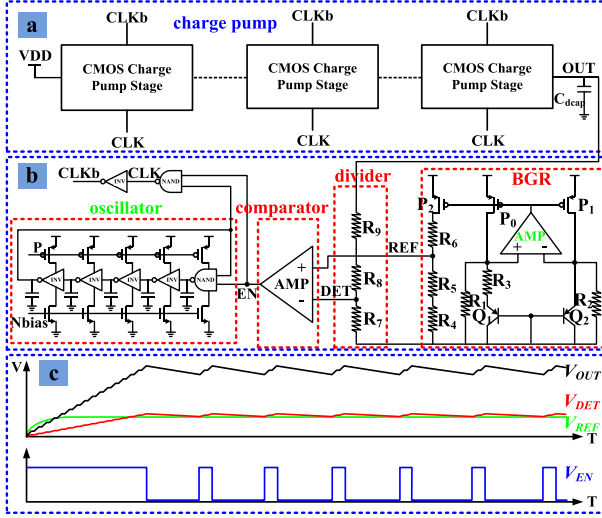 a
charge pump
CLKb
CLKb
CLKb
VDD
CMOS Charge Pump Stage
CMOS Charge Pump Stage
CMOS Charge Pump Stage
OUT
Cdcap
CLK
CLK
CLK
b
CLKb
INV
CLK
NAND
oscillator
comparator
divider
BGR
P
INV
INV
INV
INV
NAND
Nbias
EN
+
AMP
-
REF
DET
R9
R8
R7
P2
R6
R5
R4
P0
P1
AMP
+ -
R3
R1
R2
Q1
Q2
c
V
VOUT
VDET
VREF
T
VEN
T